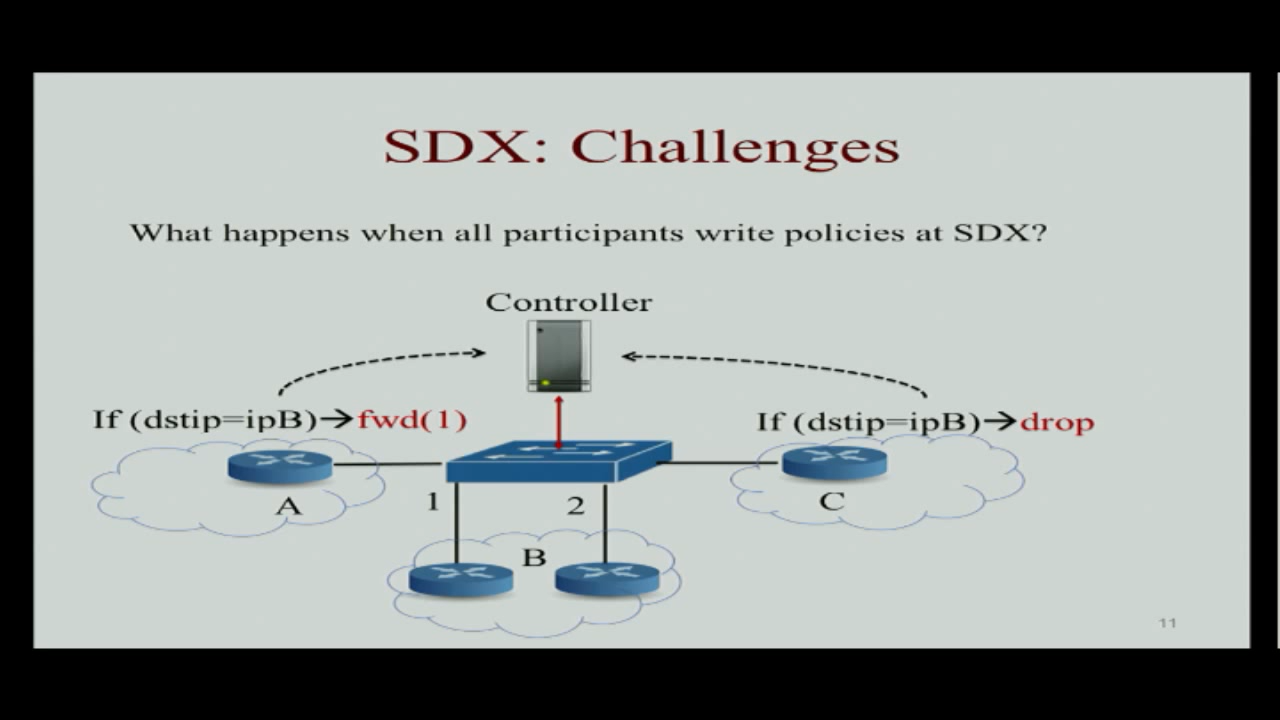 SDX: Challenges
What happens when all participants write policies at SDX?
Controller
If (dstip=ipB)→fwd(1)
If (dstip=ipB)→drop
A
1
2
C
B
11